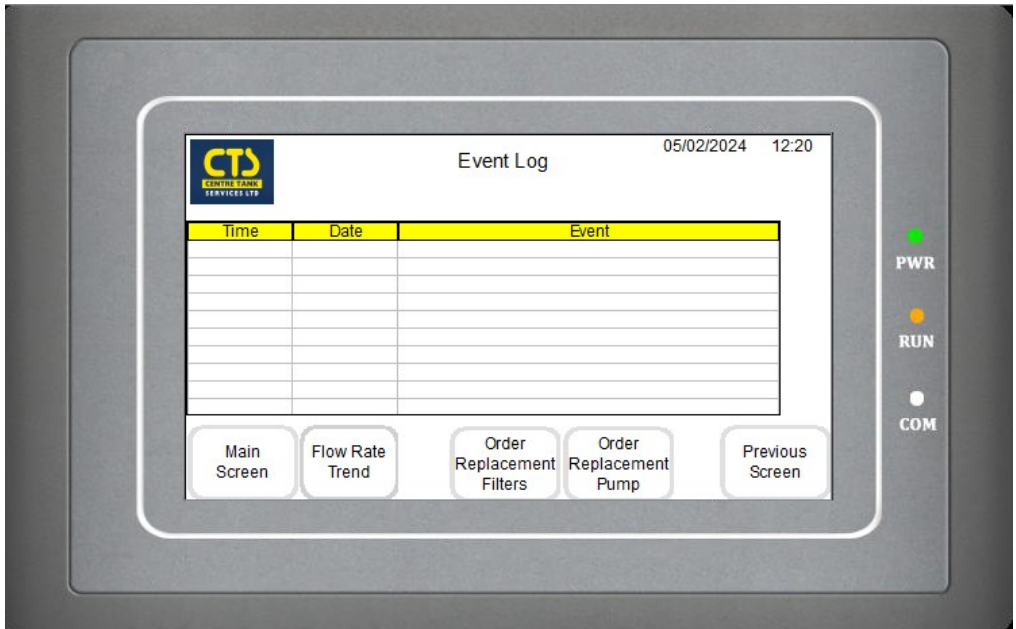 CTS
CENTRE TANK
SERVICES LTD
Event Log
05/02/2024 12:20
Time Date Event
PWR
RUN
COM
Main
Screen
Flow Rate
Trend
Order
Replacement
Filters
Order
Replacement
Pump
Previous
Screen